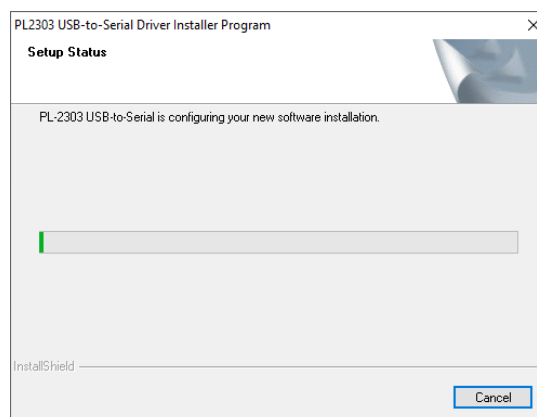 PL2303 USB-to-Serial Driver Installer Program
Setup Status
PL-2303 USB-to-Serial is configuring your new software installation.
InstallShield
Cancel